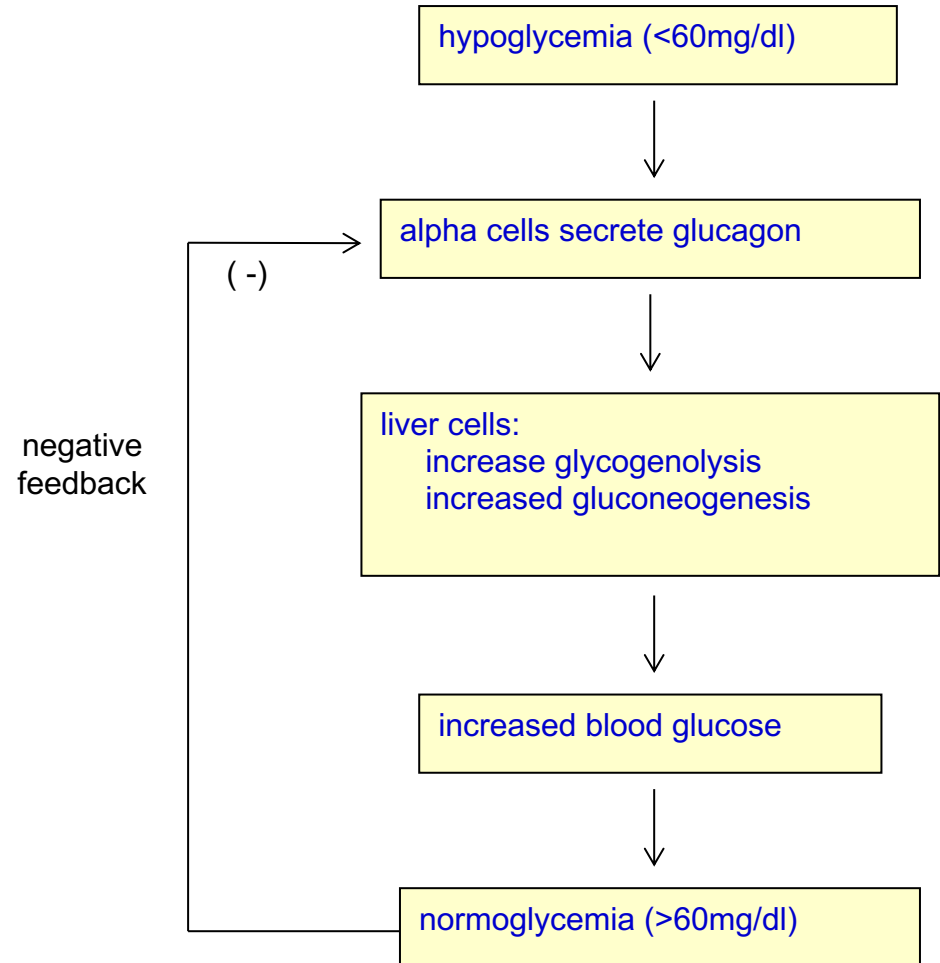 hypoglycemia (<60mg/dl)
alpha cells secrete glucagon
( -)
liver cells:
increase glycogenolysis
increased gluconeogenesis
negative
feedback
increased blood glucose
normoglycemia (>60mg/dl)